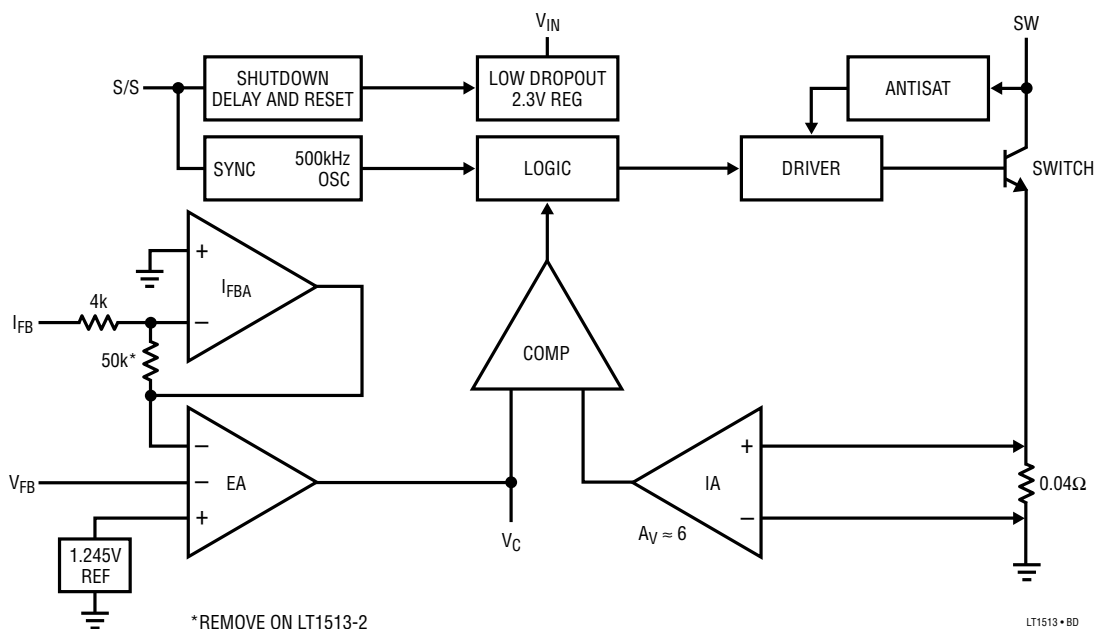 V_IN
SW
S/S
SHUTDOWN
DELAY AND RESET
LOW DROPOUT
2.3V REG
ANTISAT
SYNC
500kHz
OSC
LOGIC
DRIVER
SWITCH
+
I_FBA
–
4k
I_FB
50k*
COMP
–
V_FB
–
EA
+
+
IA
–
0.04Ω
A_V ≈ 6
V_C
1.245V
REF
*REMOVE ON LT1513-2
LT1513 • BD